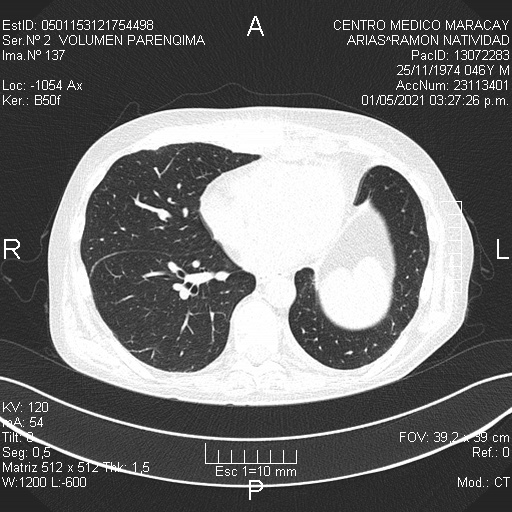 EstID: 0501153121754498
Ser.Nº 2 VOLUMEN PARENQIMA
Ima.Nº 137
Loc: -1054 Ax
Ker.: B50f
A
CENTRO MEDICO MARACAY
ARIAS^RAMON NATIVIDAD
PacID: 13072283
25/11/1974 046Y M
AccNum: 23113401
01/05/2021 03:27:26 p.m.
R
L
KV: 120
mA: 54
Tilt: 0
Seg: 0,5
Matriz 512 x 512 Thk: 1,5
W:1200 L:-600
Esc 1=10 mm
P
FOV: 39,2 x 39 cm
Ref.: 0
Mod.: CT